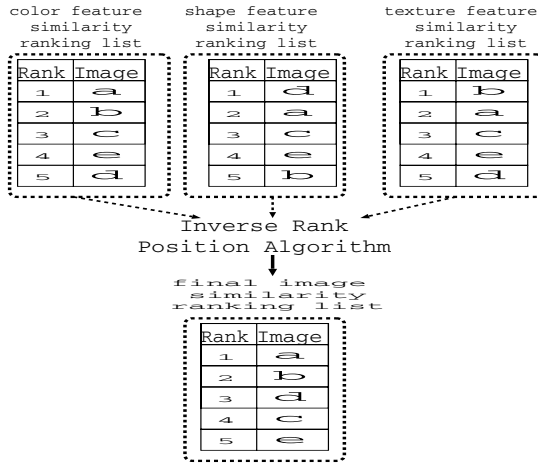 color feature
similarity
ranking list
Rank Image
1 a
2 b
3 c
4 e
5 d
shape feature
similarity
ranking list
Rank Image
1 d
2 a
3 c
4 e
5 b
texture feature
similarity
ranking list
Rank Image
1 b
2 a
3 c
4 e
5 d
Inverse Rank
Position Algorithm
final image
similarity
ranking list
Rank Image
1 a
2 b
3 d
4 c
5 e